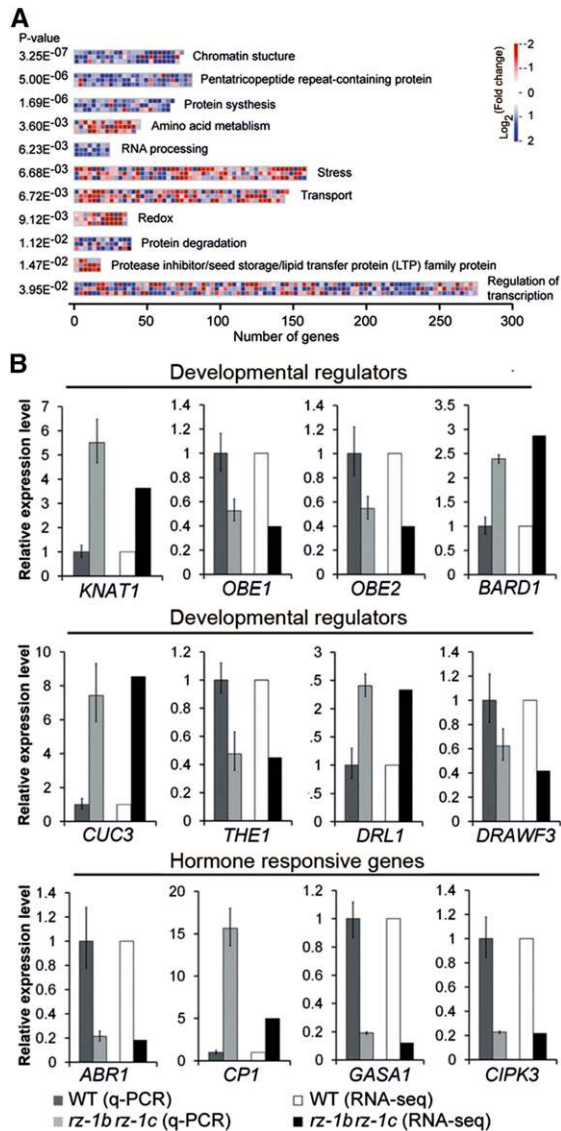 A
P-value
3.25E-07 Chromatin stucture
5.00E-06 Pentatricopeptide repeat-containing protein
1.69E-06 Protein systhesis
3.60E-03 Amino acid metablism
6.23E-03 RNA processing
6.68E-03 Stress
6.72E-03 Transport
9.12E-03 Redox
1.12E-02 Protein degradation
1.47E-02 Protease inhibitor/seed storage/lipid transfer protein (LTP) family protein
3.95E-02 Regulation of
transcription
0 50 100 150 200 250 300
Number of genes
-2
-1
0
0
1
2
Log2 (Fold change)
B
Developmental regulators
Relative expression level
7
6
5
4
3
2
1
0
KNAT1
1.4
1.2
1
0.8
0.6
0.4
0.2
0
OBE1
1.4
1.2
1
0.8
0.6
0.4
0.2
0
OBE2
3.5
2.5
2
1
0
BARD1
Developmental regulators
Relative expression level
10
8
6
4
2
0
CUC3
1.2
1
0.8
0.6
0.4
0.2
0
THE1
3
.5
2
.5
1
.5
0
DRL1
1.4
1.2
1
0.8
0.6
0.4
0.2
0
DRAWF3
Hormone responsive genes
Relative expression level
1.4
1.2
1
0.8
0.6
0.4
0.2
0
ABR1
20
15
10
5
0
CP1
1.2
1
0.8
0.6
0.4
0.2
0
GASA1
1.4
1.2
1
0.8
0.6
0.4
0.2
0
CIPK3
WT (q-PCR) WT (RNA-seq)
rz-1b rz-1c (q-PCR) rz-1b rz-1c (RNA-seq)